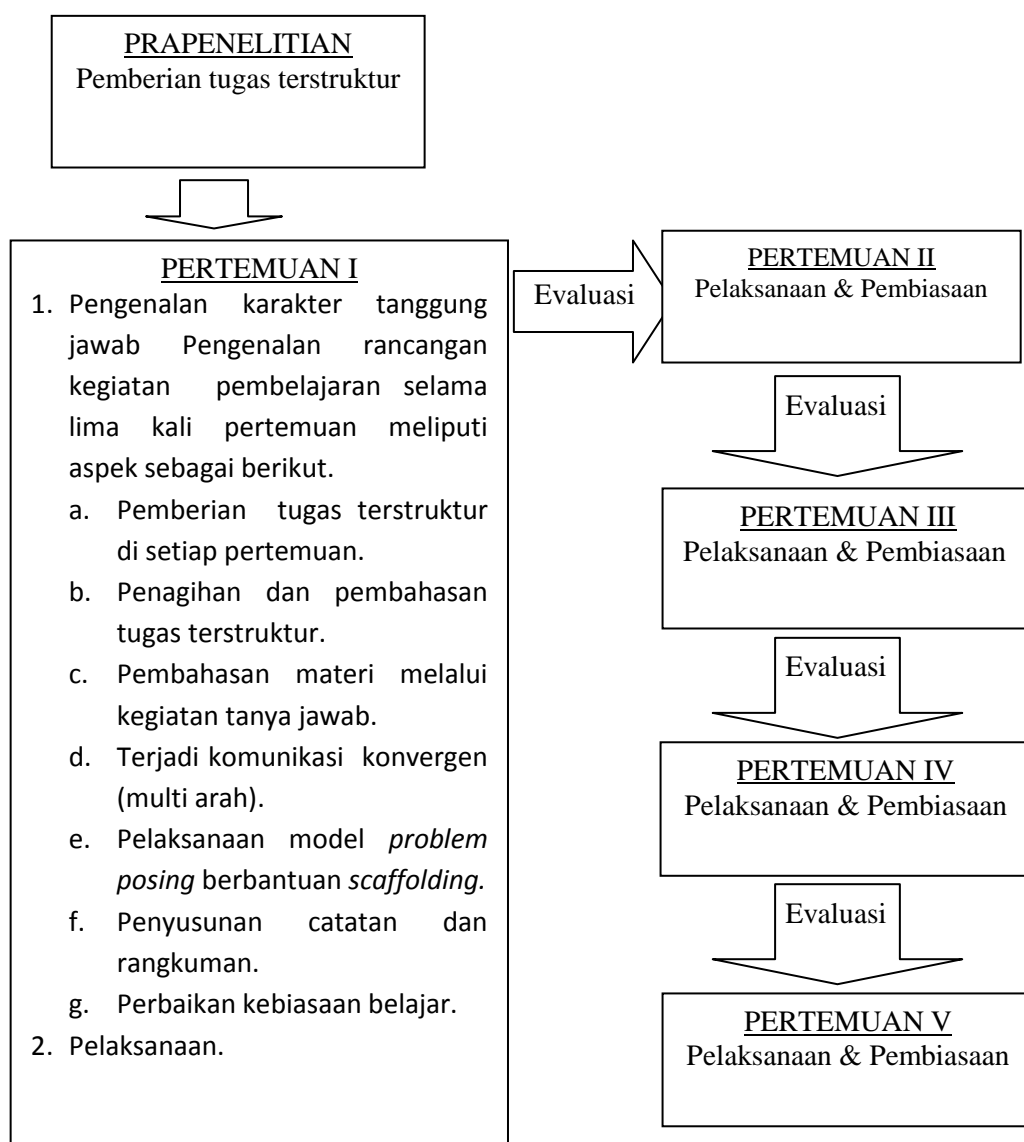 PRAPENELITIAN
Pemberian tugas terstruktur
PERTEMUAN I
1. Pengenalan karakter tanggung
jawab Pengenalan rancangan
kegiatan pembelajaran selama
lima kali pertemuan meliputi
aspek sebagai berikut.
a. Pemberian tugas terstruktur
di setiap pertemuan.
b. Penagihan dan pembahasan
tugas terstruktur.
c. Pembahasan materi melalui
kegiatan tanya jawab.
d. Terjadi komunikasi konvergen
(multi arah).
e. Pelaksanaan model problem
posing berbantuan scaffolding.
f. Penyusunan catatan dan
rangkuman.
g. Perbaikan kebiasaan belajar.
2. Pelaksanaan.
Evaluasi
PERTEMUAN II
Pelaksanaan & Pembiasaan
Evaluasi
PERTEMUAN III
Pelaksanaan & Pembiasaan
Evaluasi
PERTEMUAN IV
Pelaksanaan & Pembiasaan
Evaluasi
PERTEMUAN V
Pelaksanaan & Pembiasaan